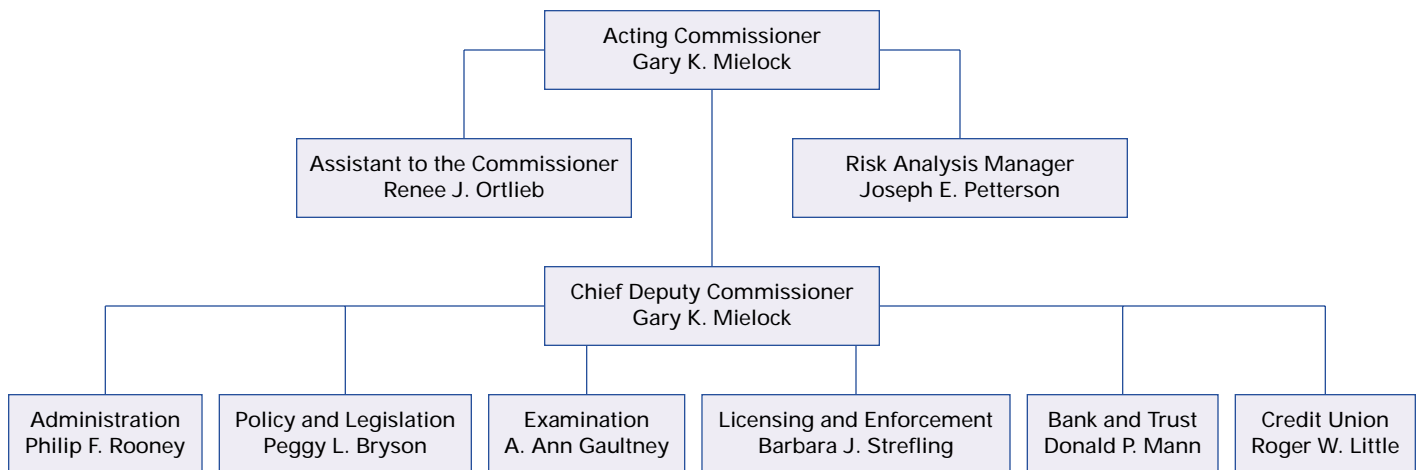 Acting Commissioner
Gary K. Mielock
Assistant to the Commissioner
Renee J. Ortlieb
Risk Analysis Manager
Joseph E. Petterson
Chief Deputy Commissioner
Gary K. Mielock
Administration
Philip F. Rooney
Policy and Legislation
Peggy L. Bryson
Examination
A. Ann Gaultney
Licensing and Enforcement
Barbara J. Strefling
Bank and Trust
Donald P. Mann
Credit Union
Roger W. Little